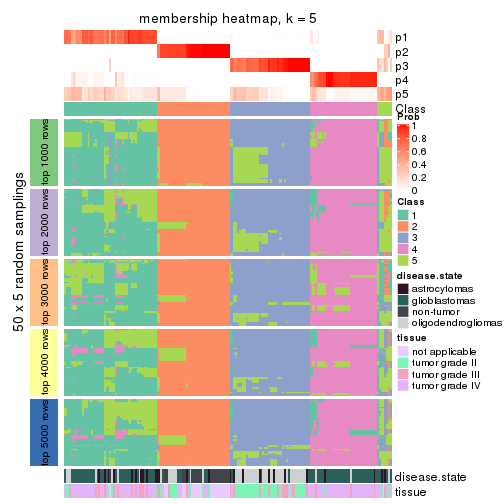 membership heatmap, k = 5
p1
p2
p3
p4
p5
Class
50 x 5 random samplings
top 1000 rows
top 2000 rows
top 3000 rows
top 4000 rows
top 5000 rows
disease.state
tissue
Prob
1
0.8
0.6
0.4
0.2
0
Class
1
2
3
4
5
disease.state
astrocytomas
glioblastomas
non-tumor
oligodendrogliomas
tissue
not applicable
tumor grade II
tumor grade III
tumor grade IV